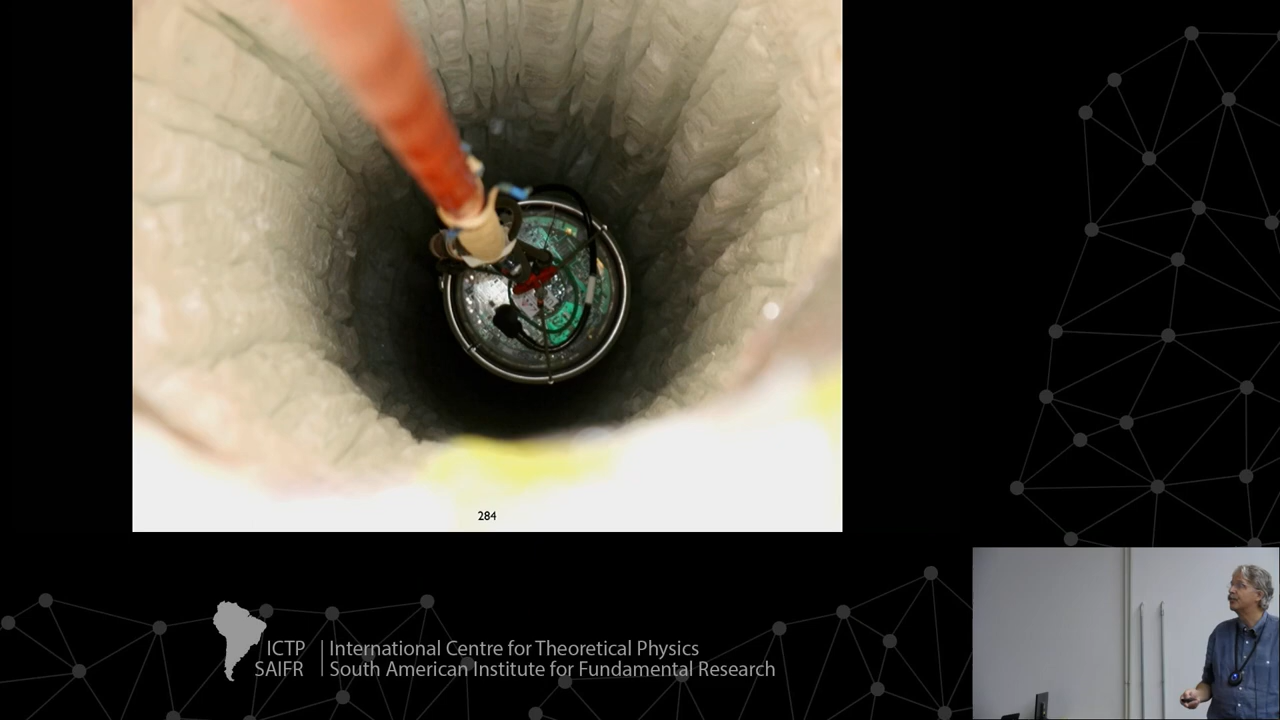 284
ICTP
SAIFR
International Centre for Theoretical Physics
South American Institute for Fundamental Research